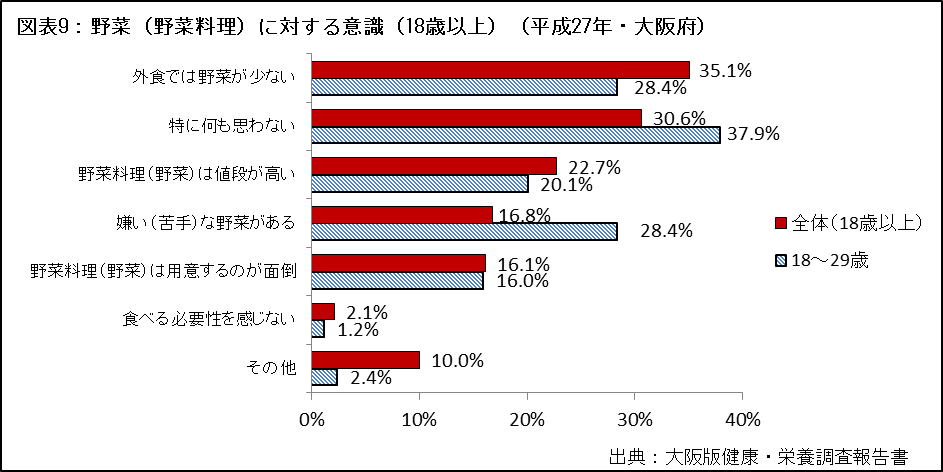 図表9：野菜（野菜料理）に対する意識（18歳以上）（平成27年・大阪府）
外食では野菜が少ない
35.1%
28.4%
特に何も思わない
30.6%
37.9%
野菜料理（野菜）は値段が高い
22.7%
20.1%
嫌い（苦手）な野菜がある
16.8%
28.4%
野菜料理（野菜）は用意するのが面倒
16.1%
16.0%
食べる必要性を感じない
2.1%
1.2%
その他
10.0%
2.4%
0% 10% 20% 30% 40%
全体（18歳以上）
18～29歳
出典：大阪版健康・栄養調査報告書